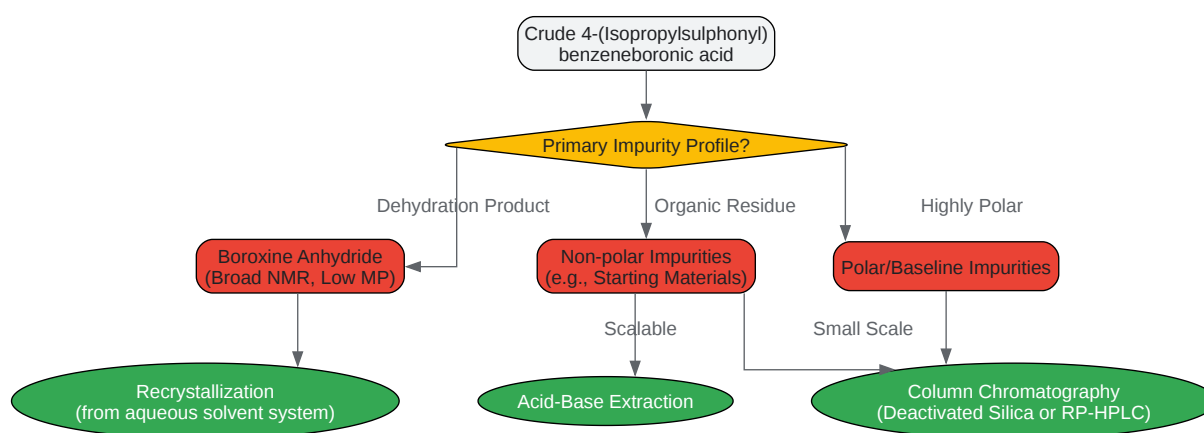 Crude 4-(Isopropylsulphonyl)
benzeneboronic acid
Primary Impurity Profile?
Dehydration Product
Organic Residue
Highly Polar
Boroxine Anhydride
(Broad NMR, Low MP)
Non-polar Impurities
(e.g., Starting Materials)
Polar/Baseline Impurities
Scalable
Small Scale
Recrystallization
(from aqueous solvent system)
Acid-Base Extraction
Column Chromatography
(Deactivated Silica or RP-HPLC)